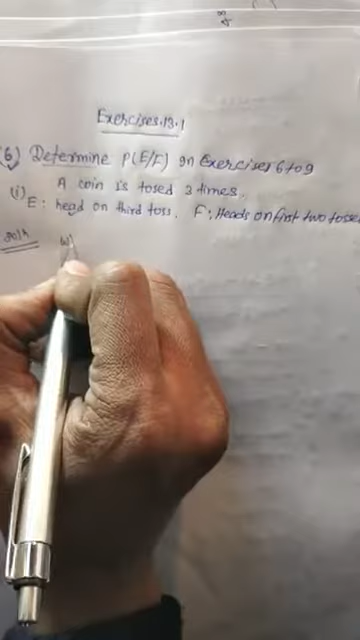 Exercises.13.1
(6) Determine P(E/F) in Exercises 6 to 9
(i) A coin is tosed 3 times.
E: head on third toss. F: Heads on first two tosses
Soln